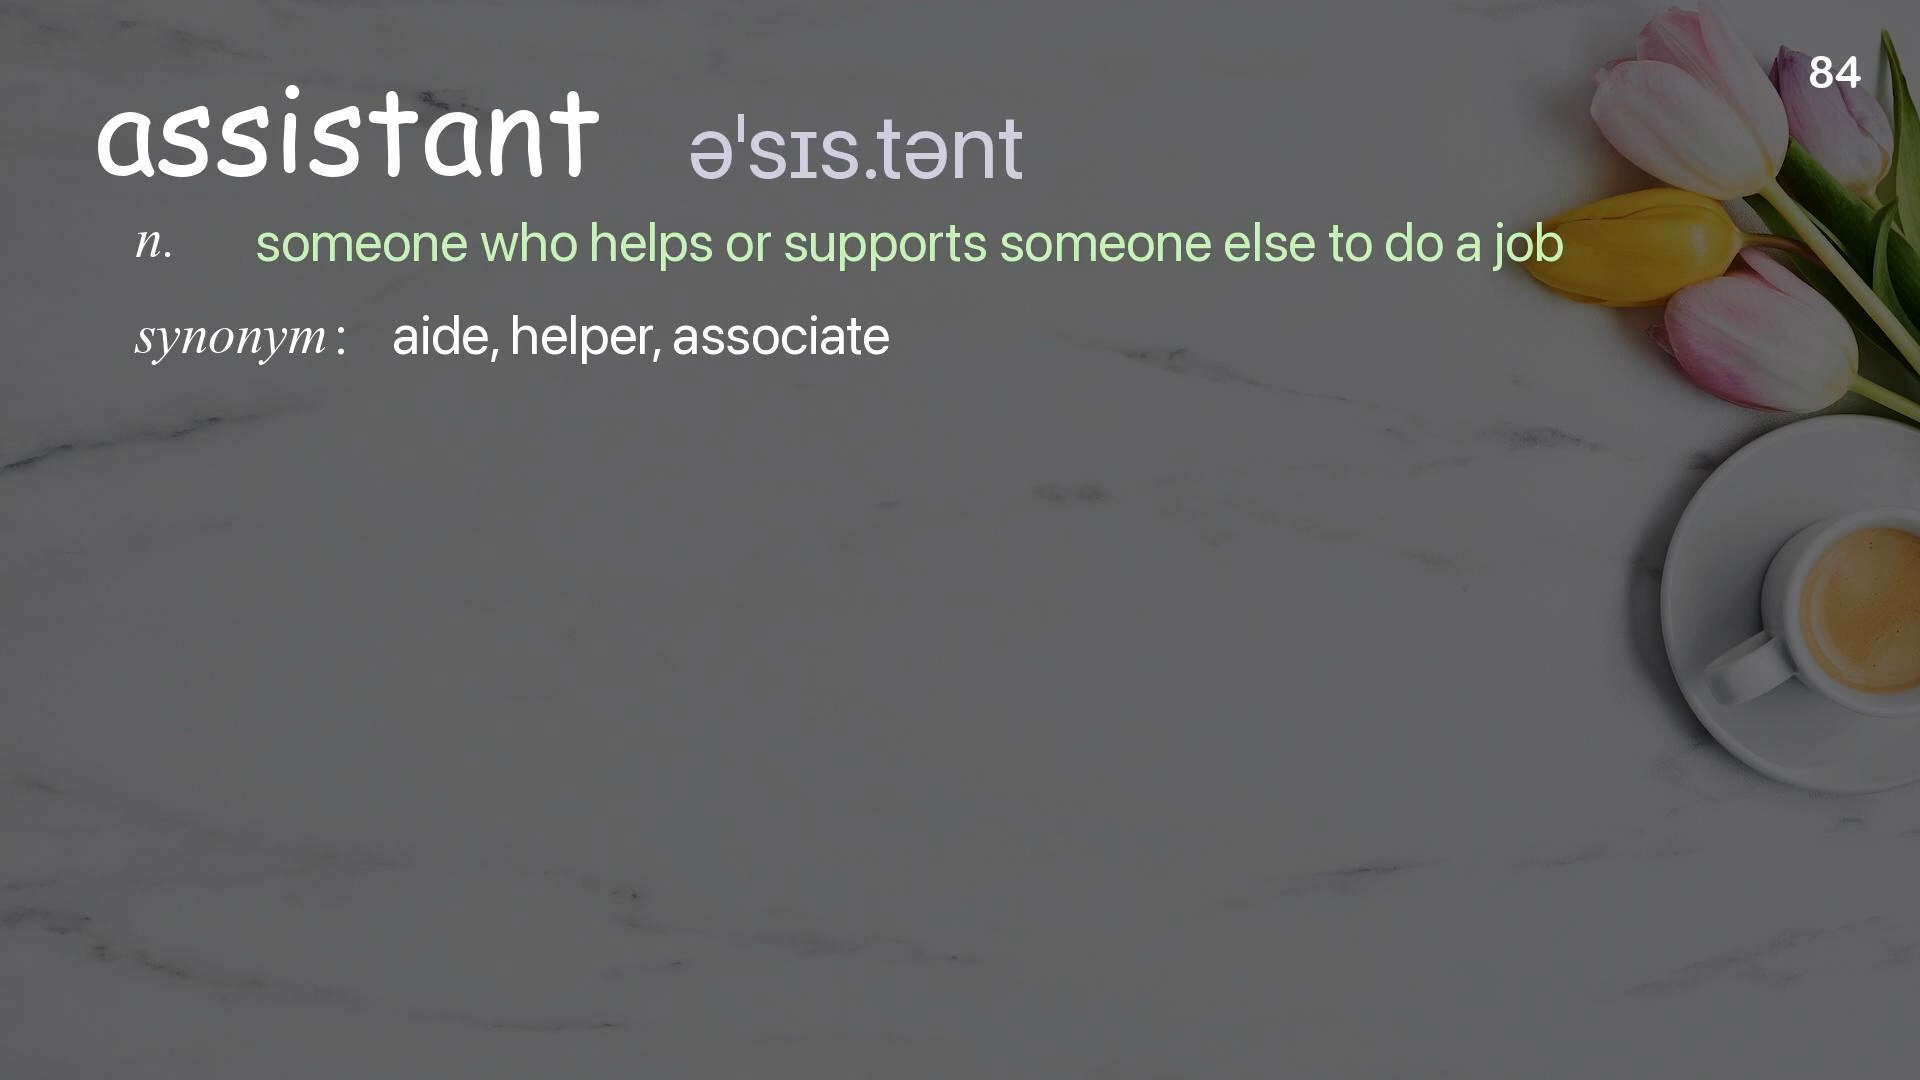 84
assistant əˈsɪs.tənt
n. someone who helps or supports someone else to do a job
synonym: aide, helper, associate